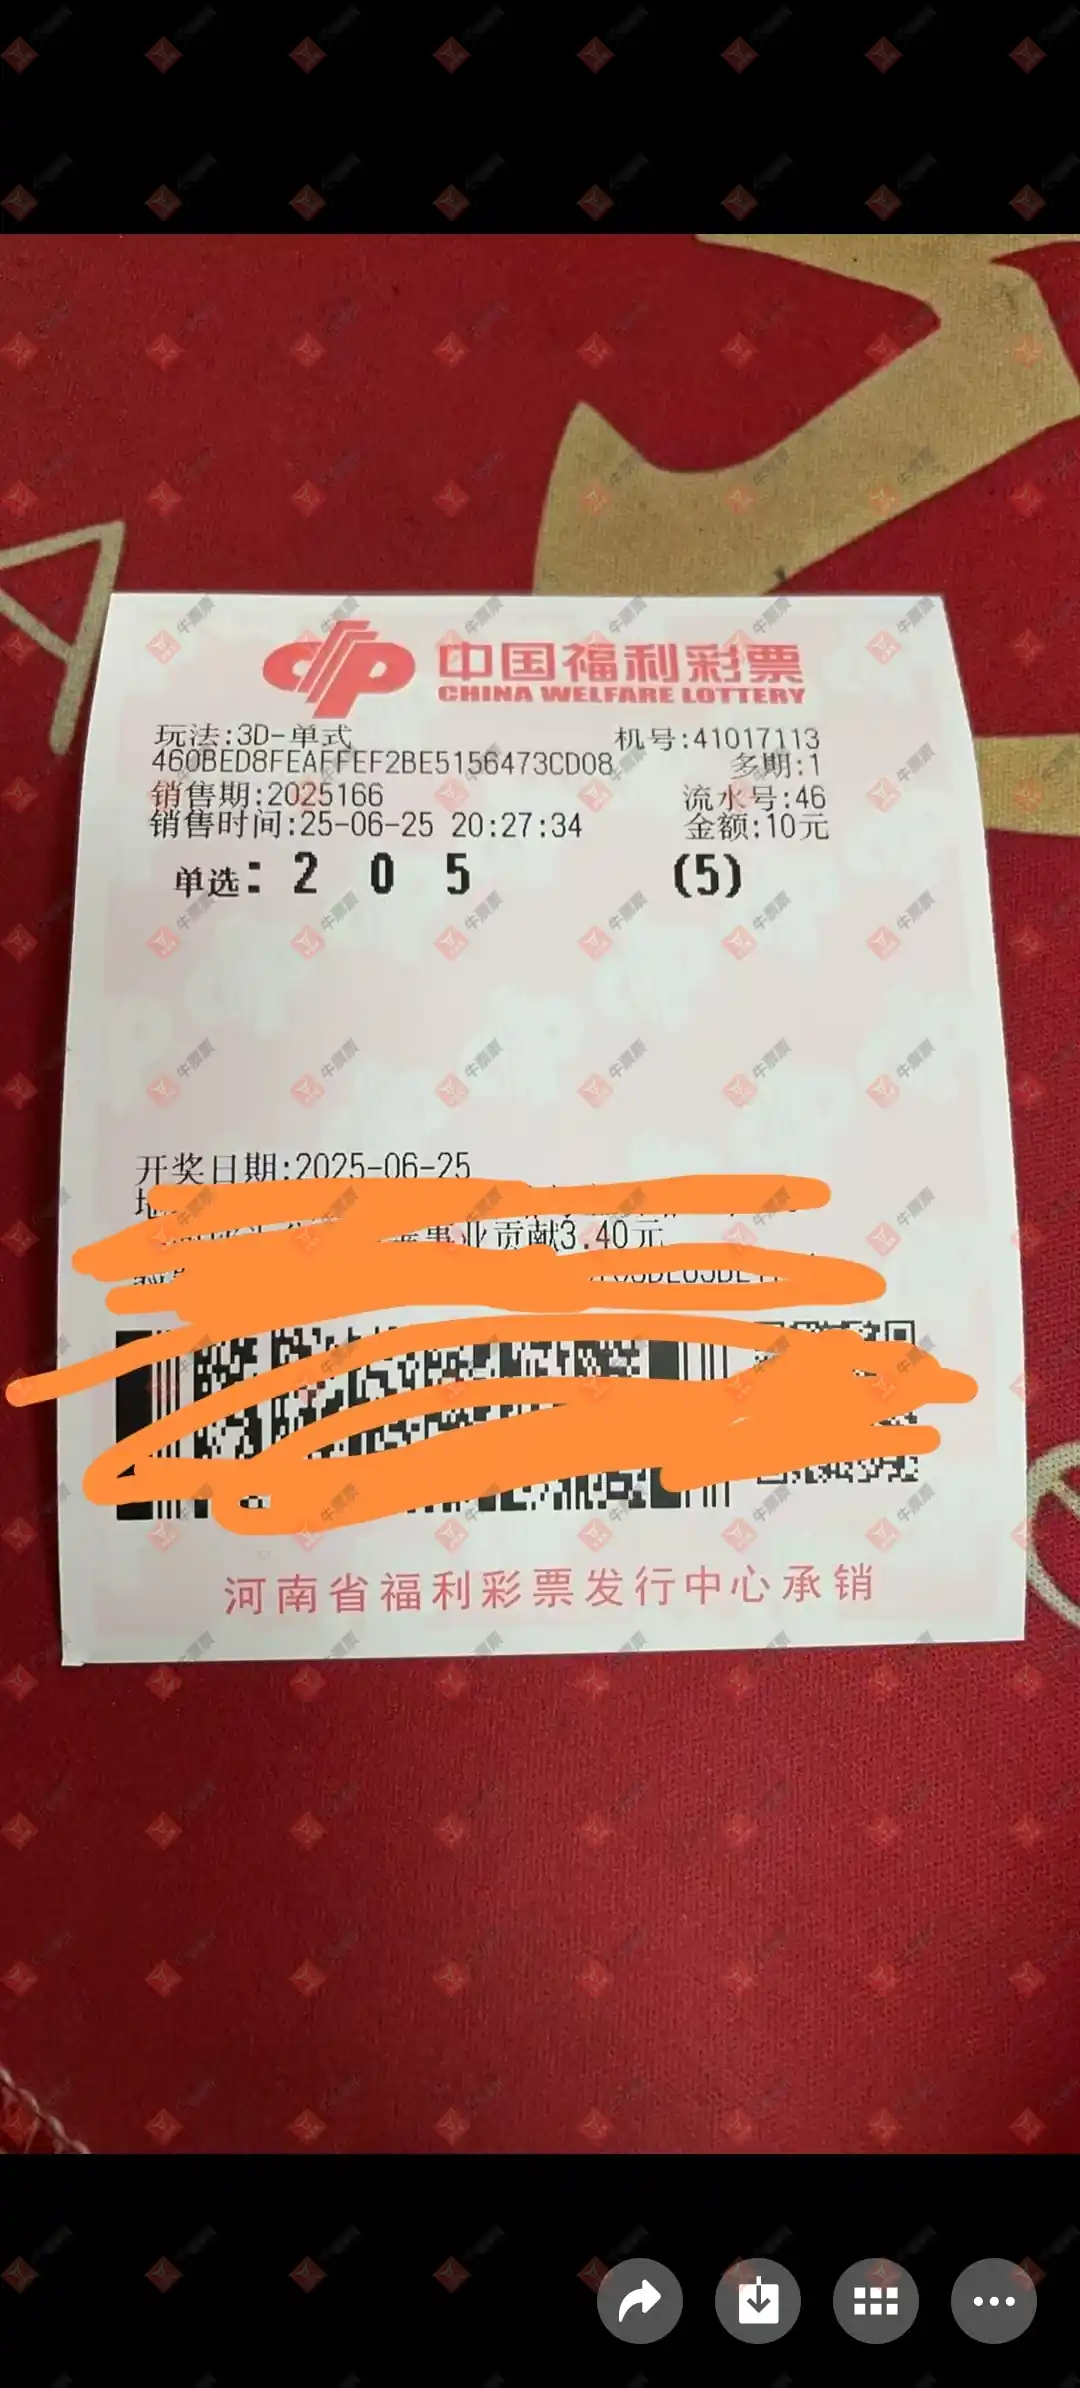 中国福利彩票
CHINA WELFARE LOTTERY
玩法:3D-单式 机号:41017113
460BED8FEAFFEF2BE5156473CD08 多期:1
销售期:2025166 流水号:46
销售时间:25-06-25 20:27:34 金额:10元
单选: 2 0 5 (5)
开奖日期:2025-06-25
事业贡献3.40元
河南省福利彩票发行中心承销
牛票票